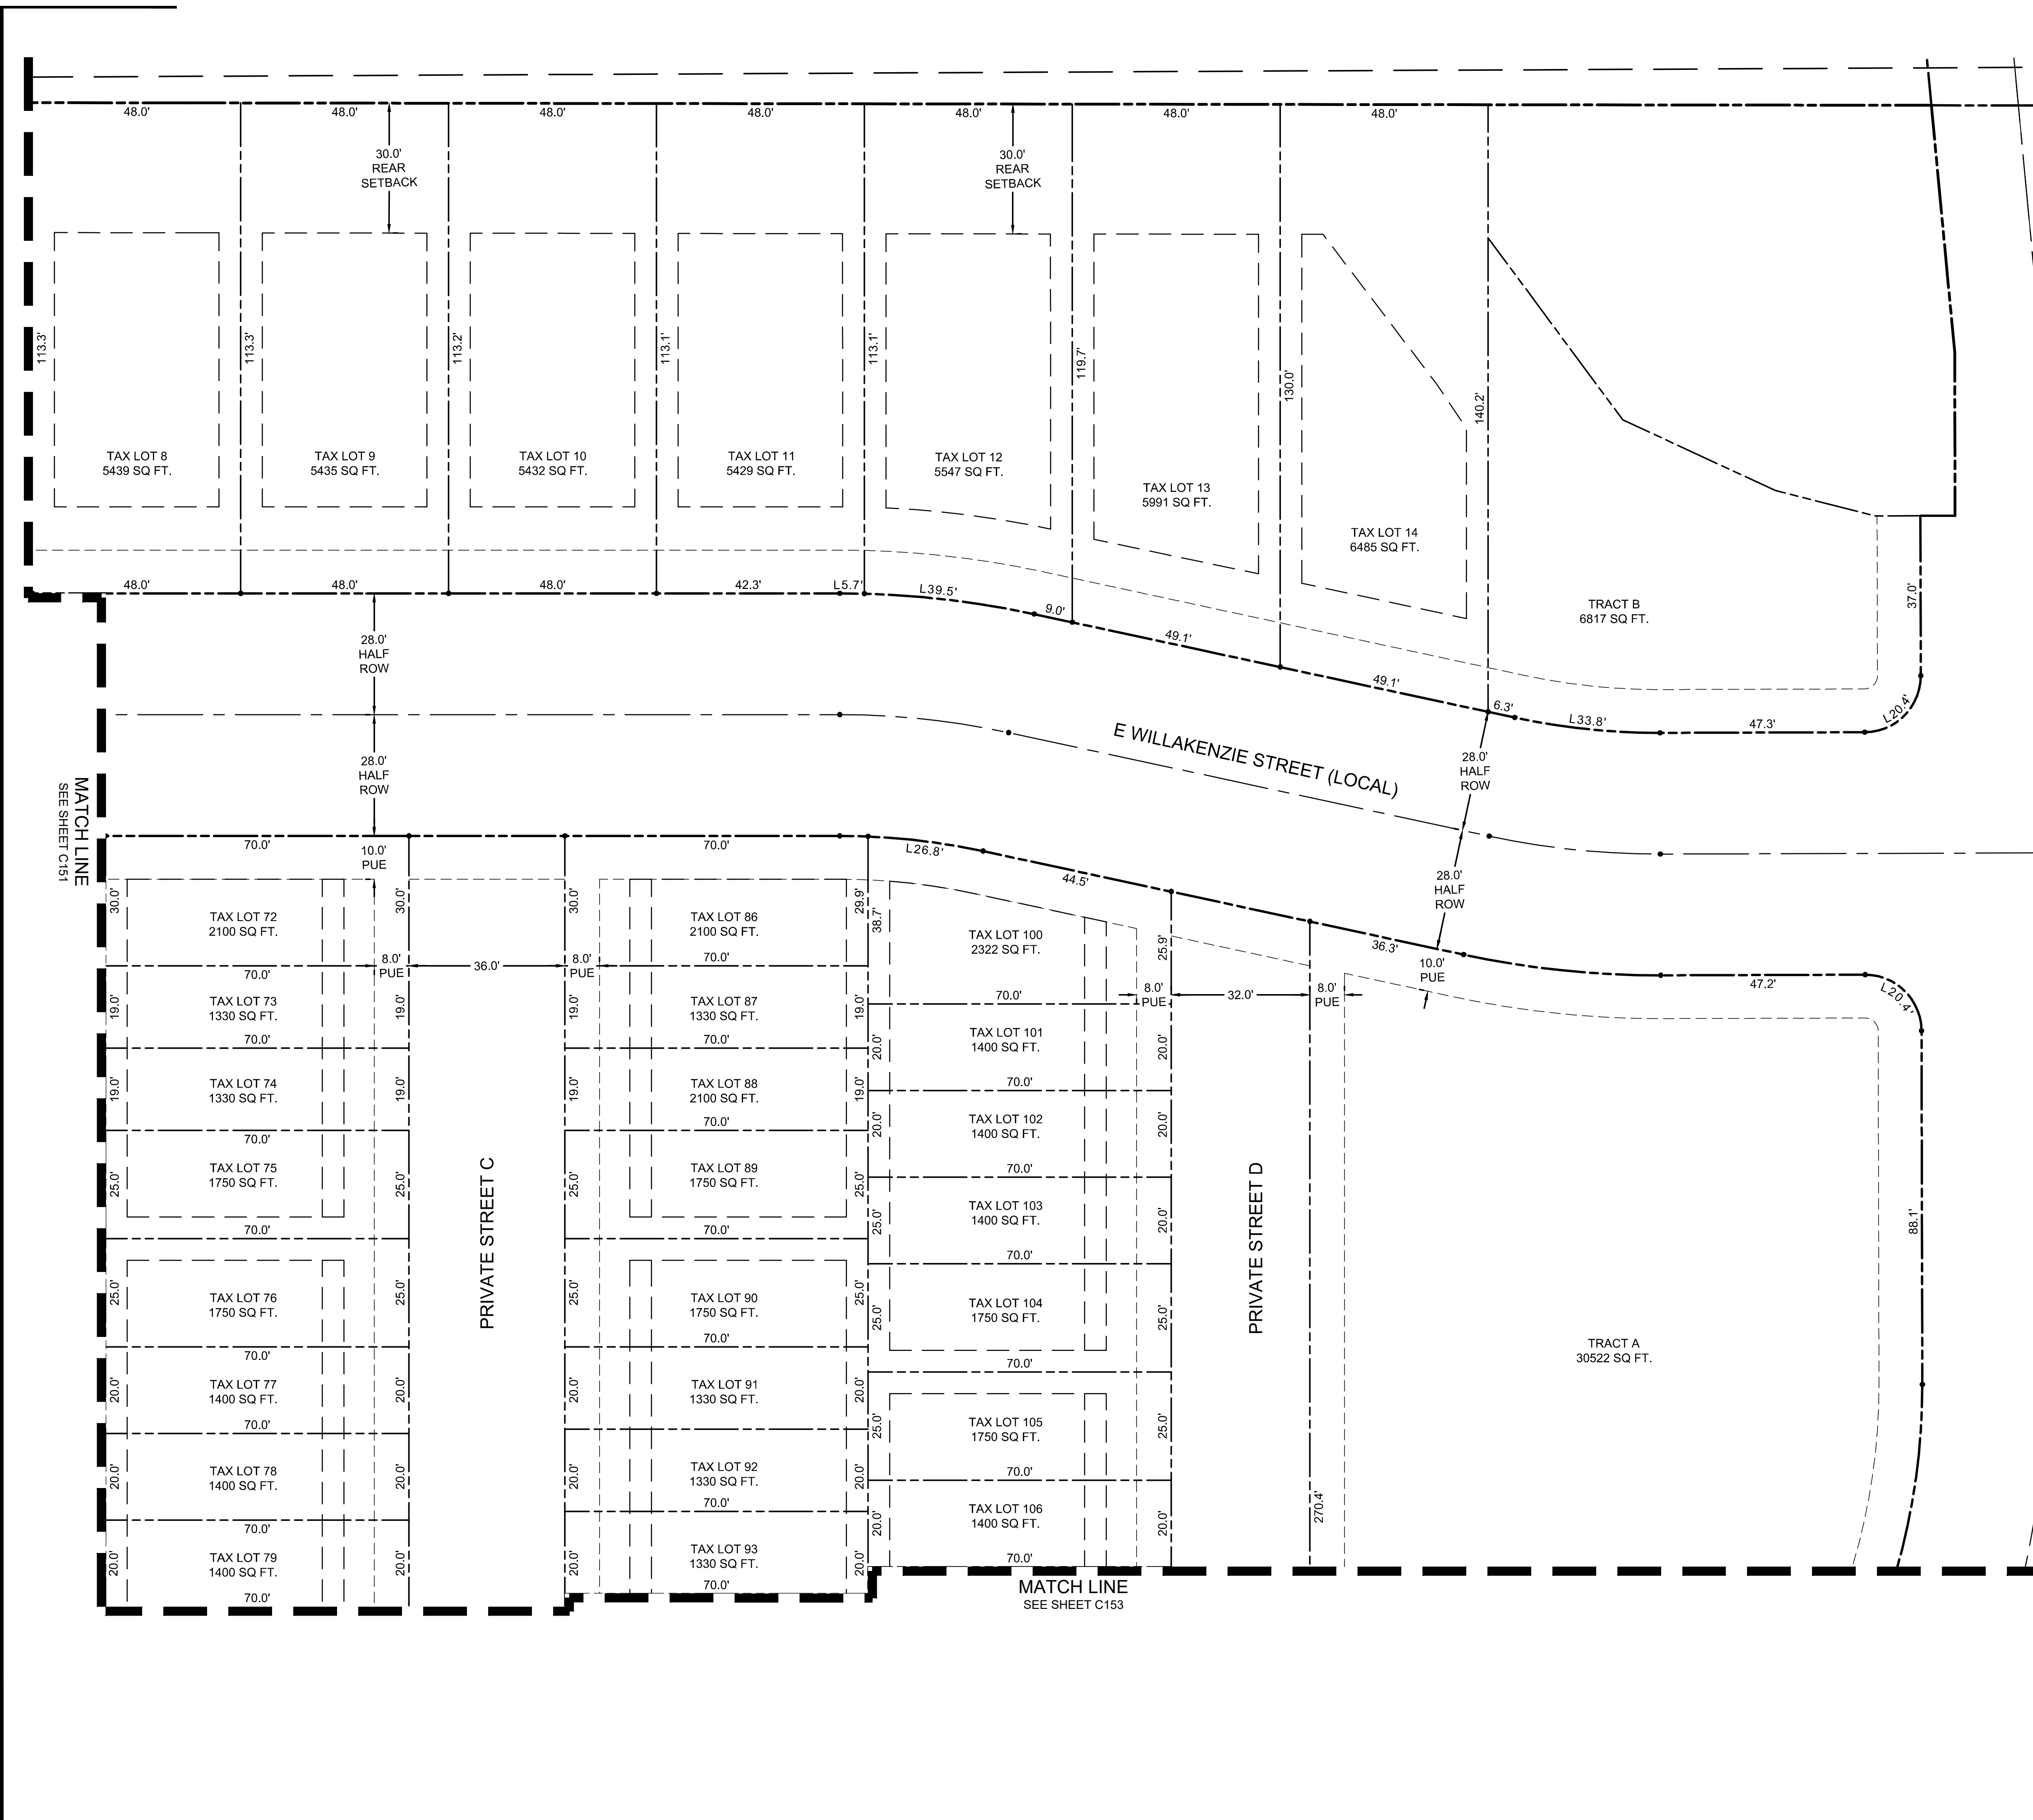 48.0' 48.0' 48.0' 48.0' 48.0' 48.0' 48.0'
30.0'
REAR
SETBACK
30.0'
REAR
SETBACK
113.3' 113.3' 113.2' 113.1' 113.1' 119.7' 130.0' 140.2'
TAX LOT 8
5439 SQ FT.
TAX LOT 9
5435 SQ FT.
TAX LOT 10
5432 SQ FT.
TAX LOT 11
5429 SQ FT.
TAX LOT 12
5547 SQ FT.
TAX LOT 13
5991 SQ FT.
TAX LOT 14
6485 SQ FT.
TRACT B
6817 SQ FT.
37.0'
48.0' 48.0' 48.0' 42.3' L5.7' L39.5' 9.0' 49.1' 49.1' 6.3' L33.8' 47.3' L20.4'
28.0'
HALF
ROW
28.0'
HALF
ROW
E WILLAKENZIE STREET (LOCAL)
28.0'
HALF
ROW
28.0'
HALF
ROW
MATCH LINE
SEE SHEET C151
70.0' 70.0' L26.8' 44.5' 36.3' 47.2' L20.4'
10.0'
PUE
10.0'
PUE
30.0'
TAX LOT 72
2100 SQ FT.
30.0'
70.0'
8.0'
PUE
36.0'
8.0'
PUE
19.0'
TAX LOT 73
1330 SQ FT.
19.0'
70.0'
19.0'
TAX LOT 74
1330 SQ FT.
19.0'
70.0'
25.0'
TAX LOT 75
1750 SQ FT.
25.0'
70.0'
25.0'
TAX LOT 76
1750 SQ FT.
25.0'
70.0'
20.0'
TAX LOT 77
1400 SQ FT.
20.0'
70.0'
20.0'
TAX LOT 78
1400 SQ FT.
20.0'
70.0'
20.0'
TAX LOT 79
1400 SQ FT.
20.0'
70.0'
PRIVATE STREET C
30.0'
TAX LOT 86
2100 SQ FT.
29.9'
70.0'
19.0'
TAX LOT 87
1330 SQ FT.
19.0'
70.0'
19.0'
TAX LOT 88
2100 SQ FT.
19.0'
70.0'
25.0'
TAX LOT 89
1750 SQ FT.
25.0'
70.0'
25.0'
TAX LOT 90
1750 SQ FT.
25.0'
70.0'
20.0'
TAX LOT 91
1330 SQ FT.
20.0'
20.0'
TAX LOT 92
1330 SQ FT.
20.0'
70.0'
20.0'
TAX LOT 93
1330 SQ FT.
20.0'
70.0'
38.7'
TAX LOT 100
2322 SQ FT.
25.9'
70.0'
8.0'
PUE
32.0'
8.0'
PUE
20.0'
TAX LOT 101
1400 SQ FT.
20.0'
70.0'
20.0'
TAX LOT 102
1400 SQ FT.
20.0'
70.0'
25.0'
TAX LOT 103
1400 SQ FT.
20.0'
70.0'
25.0'
TAX LOT 104
1750 SQ FT.
25.0'
70.0'
25.0'
TAX LOT 105
1750 SQ FT.
25.0'
70.0'
20.0'
TAX LOT 106
1400 SQ FT.
20.0'
70.0'
PRIVATE STREET D
270.4'
TRACT A
30522 SQ FT.
88.1'
MATCH LINE
SEE SHEET C153